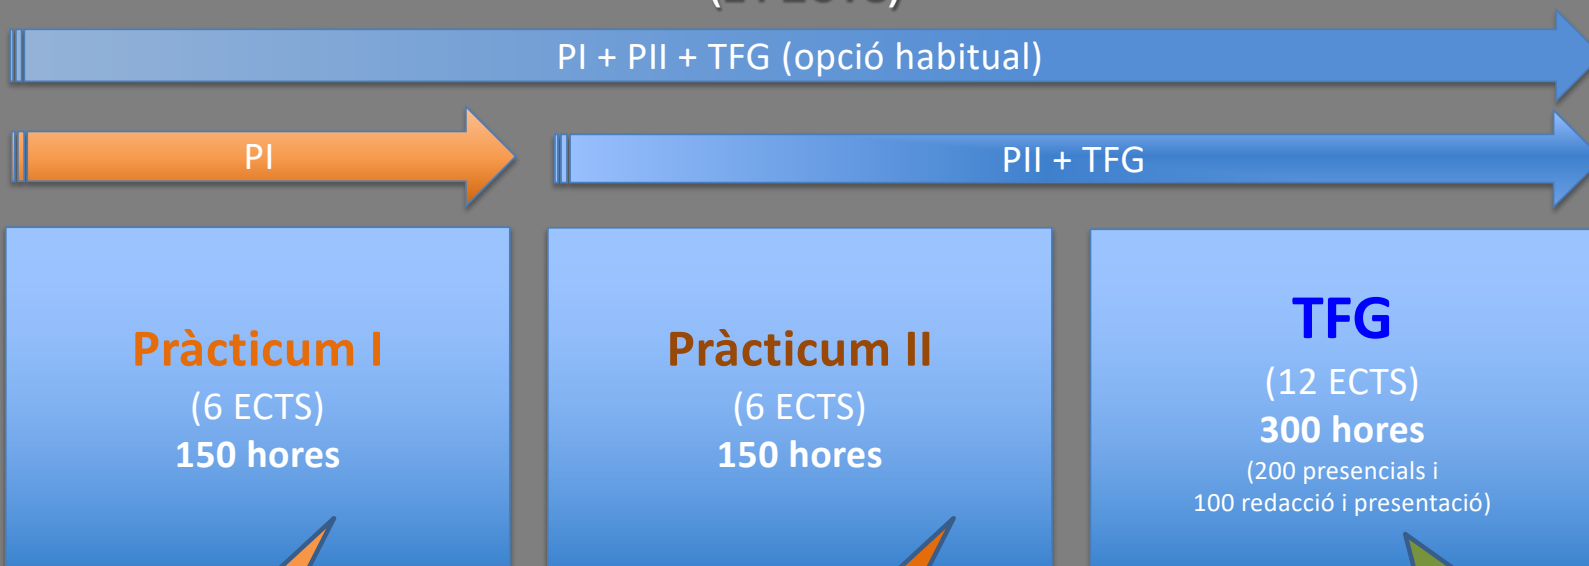 PI + PII + TFG (opció habitual)
PI
PII + TFG
Pràcticum I
(6 ECTS)
150 hores
Pràcticum II
(6 ECTS)
150 hores
TFG
(12 ECTS)
300 hores
(200 presencials i
100 redacció i presentació)